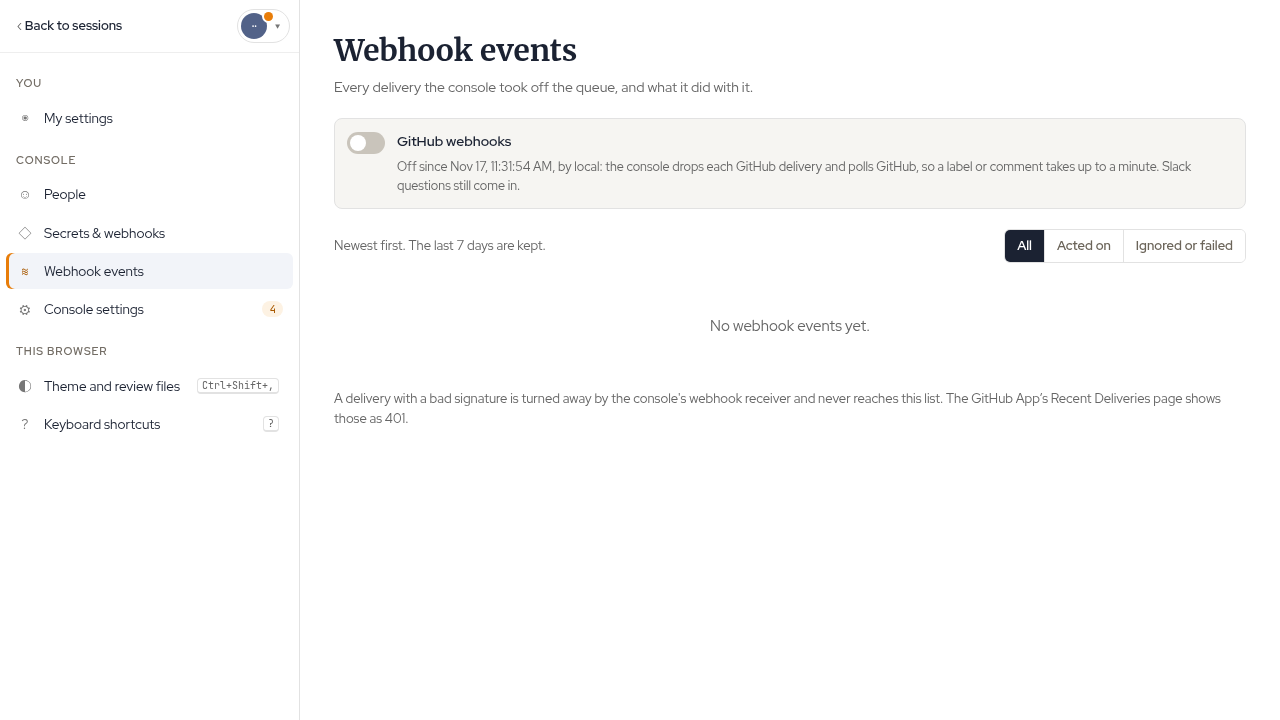 ‹ Back to sessions
YOU
My settings
CONSOLE
People
Secrets & webhooks
Webhook events
Console settings 4
THIS BROWSER
Theme and review files Ctrl+Shift+,
? Keyboard shortcuts ?
Webhook events
Every delivery the console took off the queue, and what it did with it.
GitHub webhooks
Off since Nov 17, 11:31:54 AM, by local: the console drops each GitHub delivery and polls GitHub, so a label or comment takes up to a minute. Slack
questions still come in.
Newest first. The last 7 days are kept.
All Acted on Ignored or failed
No webhook events yet.
A delivery with a bad signature is turned away by the console's webhook receiver and never reaches this list. The GitHub App's Recent Deliveries page shows
those as 401.